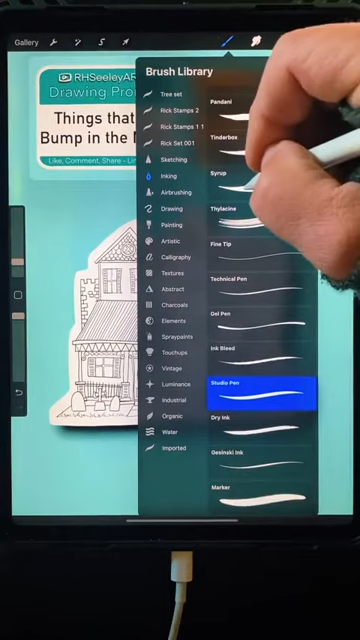 Gallery
RHSeeleyAR
Drawing Pro
Things that
Bump in the N
Like, Comment, Share - Lin
Brush Library
Tree set
Rick Stamps 2
Rick Stamps 1 1
Rick Set 001
Sketching
Inking
Airbrushing
Drawing
Painting
Artistic
Calligraphy
Textures
Abstract
Charcoals
Elements
Spraypaints
Touchups
Vintage
Luminance
Industrial
Organic
Water
Imported
Pandani
Tinderbox
Syrup
Thylacine
Fine Tip
Technical Pen
Gel Pen
Ink Bleed
Studio Pen
Dry Ink
Gesinski Ink
Marker